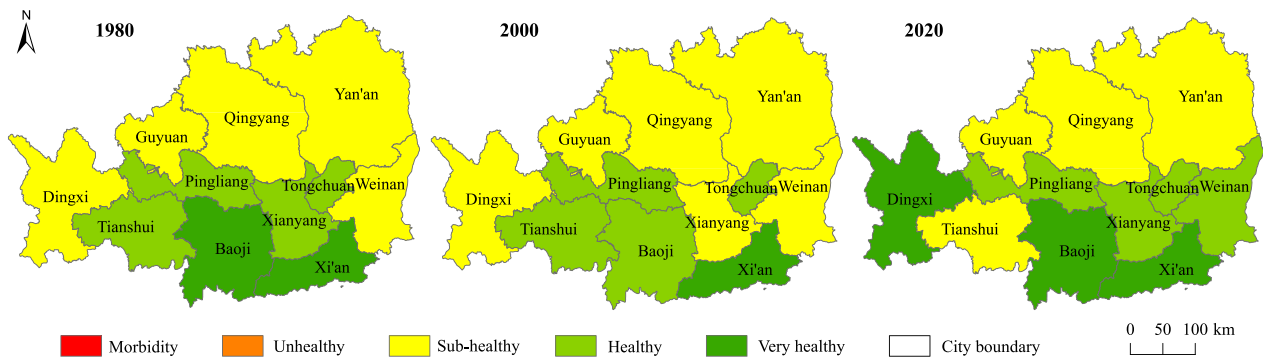 N
1980
Yan'an
Qingyang
Guyuan
Pingliang
Tongchuan
Weinan
Dingxi
Xianyang
Tianshui
Baoji
Xi'an
2000
Yan'an
Qingyang
Guyuan
Pingliang
Tongchuan
Weinan
Dingxi
Xianyang
Tianshui
Baoji
Xi'an
2020
Yan'an
Qingyang
Guyuan
Pingliang
Tongchuan
Weinan
Dingxi
Xianyang
Tianshui
Baoji
Xi'an
Morbidity
Unhealthy
Sub-healthy
Healthy
Very healthy
City boundary
0 50 100 km